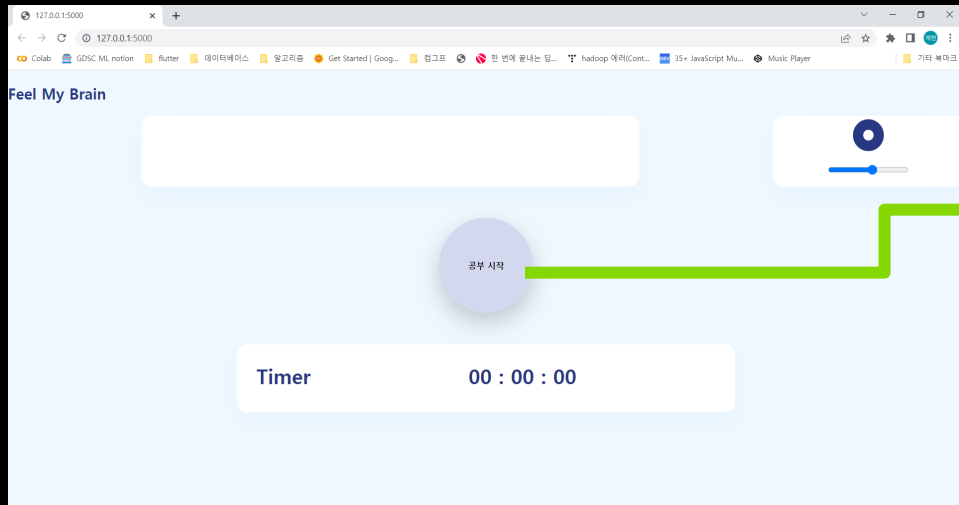 127.0.0.1:5000
127.0.0.1:5000
Colab GDSC ML notion flutter 데이터베이스 알고리즘 Get Started | Goog... 컴그프 한 번에 끝내는 딥... hadoop 에러(Cont... DEV 35+ JavaScript Mu... Music Player 기타 북마크
Feel My Brain
공부 시작
Timer 00 : 00 : 00